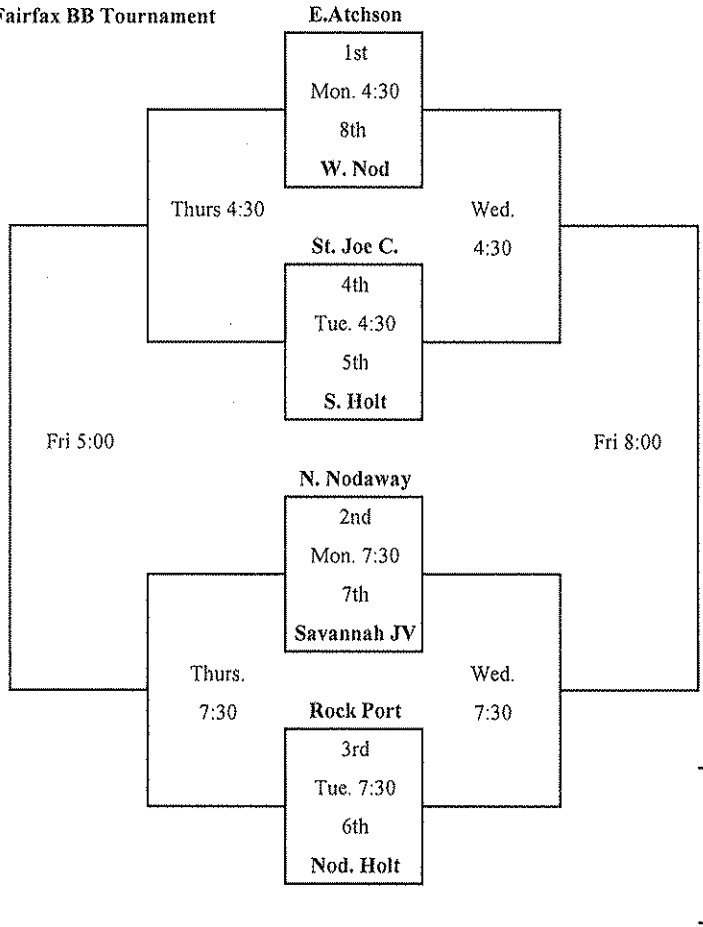 Fairfax BB Tournament
E.Atchson
1st
Mon. 4:30
8th
W. Nod
Thurs 4:30
Wed.
4:30
St. Joe C.
4th
Tue. 4:30
5th
S. Holt
Fri 5:00
Fri 8:00
N. Nodaway
2nd
Mon. 7:30
7th
Savannah JV
Thurs.
7:30
Wed.
7:30
Rock Port
3rd
Tue. 7:30
6th
Nod. Holt